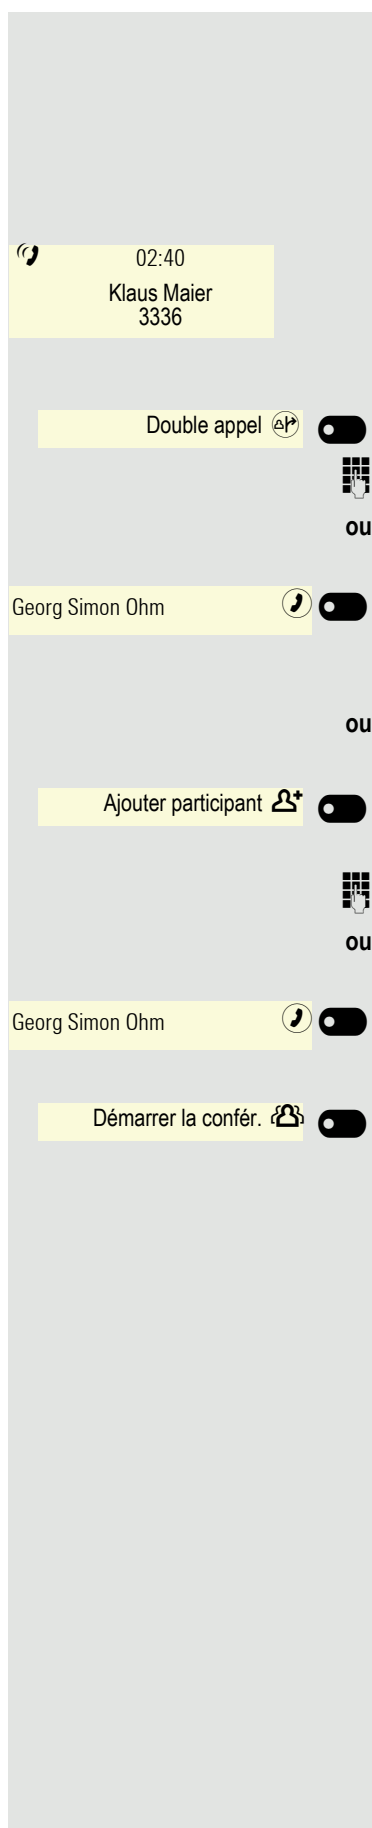 02:40
Klaus Maier
3336
Double appel
ou
Georg Simon Ohm
ou
Ajouter participant
ou
Georg Simon Ohm
Démarrer la confér.